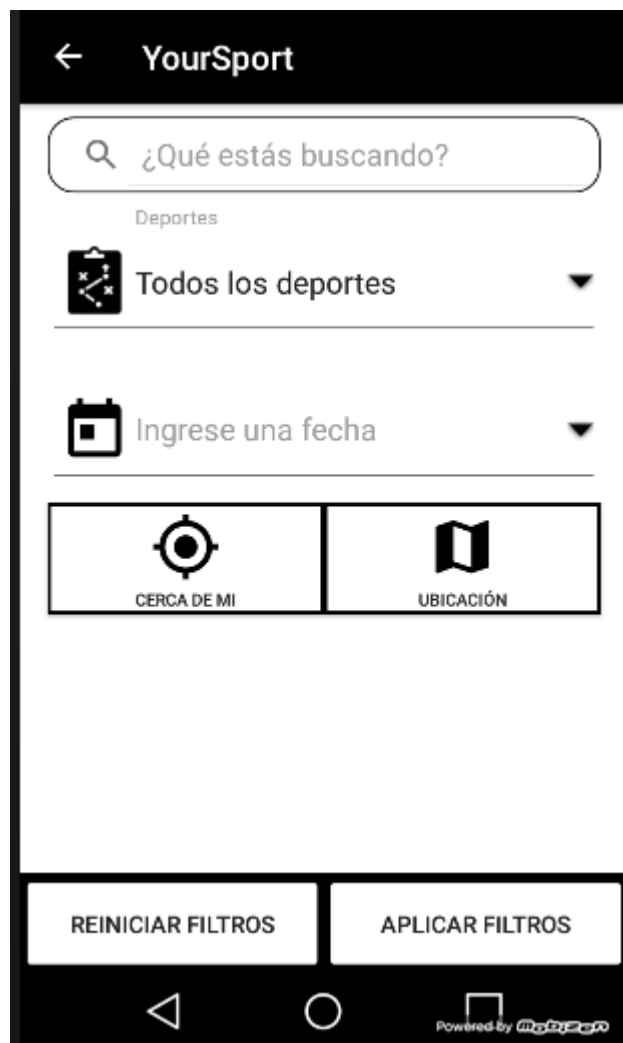 YourSport
¿Qué estás buscando?
Deportes
Todos los deportes
Ingrese una fecha
CERCA DE MI
UBICACIÓN
REINICIAR FILTROS
APLICAR FILTROS
Powered by Mobizen